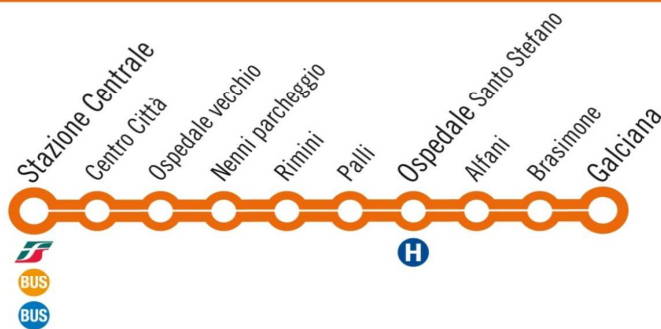 Stazione Centrale
Centro Città
Ospedale vecchio
Nenni parcheggio
Rimini
Palli
Ospedale Santo Stefano
Alfani
Brasimone
Galciana
H
BUS
BUS